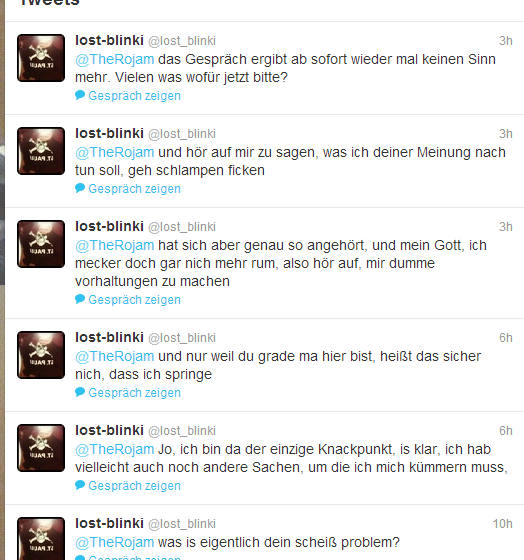 Tweets
lost-blinki @lost_blinki 3h
@TheRojam das Gespräch ergibt ab sofort wieder mal keinen Sinn
mehr. Vielen was wofür jetzt bitte?
Gespräch zeigen
lost-blinki @lost_blinki 3h
@TheRojam und hör auf mir zu sagen, was ich deiner Meinung nach
tun soll, geh schlampen ficken
Gespräch zeigen
lost-blinki @lost_blinki 3h
@TheRojam hat sich aber genau so angehört, und mein Gott, ich
mecker doch gar nich mehr rum, also hör auf, mir dumme
vorhaltungen zu machen
Gespräch zeigen
lost-blinki @lost_blinki 6h
@TheRojam und nur weil du grade ma hier bist, heißt das sicher
nich, dass ich springe
Gespräch zeigen
lost-blinki @lost_blinki 6h
@TheRojam Jo, ich bin da der einzige Knackpunkt, is klar, ich hab
vielleicht auch noch andere Sachen, um die ich mich kümmern muss,
Gespräch zeigen
lost-blinki @lost_blinki 10h
@TheRojam was is eigentlich dein scheiß problem?
Gespräch zeigen